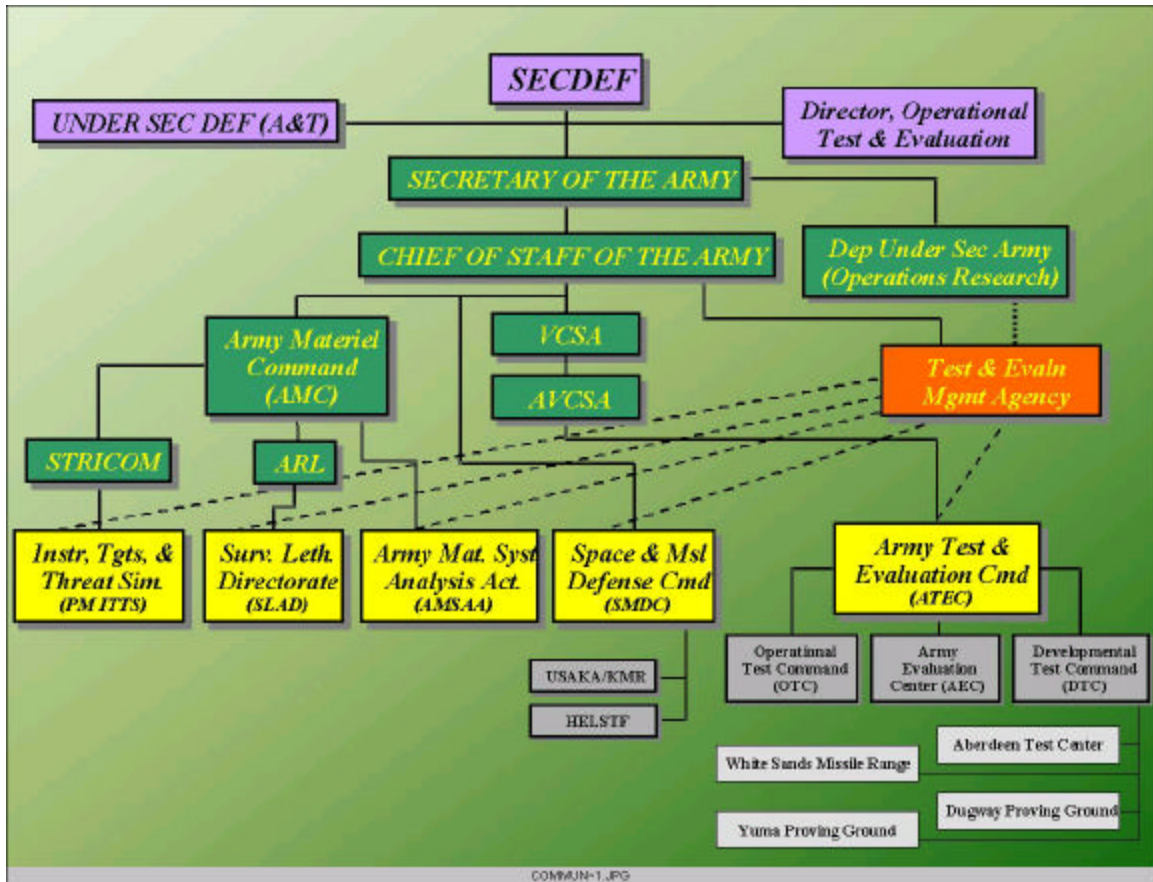 SECDEF
UNDER SEC DEF (A&T)
Director, Operational
Test & Evaluation
SECRETARY OF THE ARMY
CHIEF OF STAFF OF THE ARMY
Dep Under Sec Army
(Operations Research)
Army Materiel
Command
(AMC)
VCSA
AVCSA
Test & Evaln
Mgmt Agency
STRICOM
ARL
Instr, Tgts, &
Threat Sim.
(PM ITTS)
Surv. Leth.
Directorate
(SLAD)
Army Mat. Syst
Analysis Act.
(AMSAA)
Space & Msl
Defense Cmd
(SMDC)
Army Test &
Evaluation Cmd
(ATEC)
Operational
Test Command
(OTC)
Army
Evaluation
Center (AEC)
Developmental
Test Command
(DTC)
USAKA/KMR
HELSTF
Aberdeen Test Center
White Sands Missile Range
Dugway Proving Ground
Yuma Proving Ground
COMMUN~1.JPG